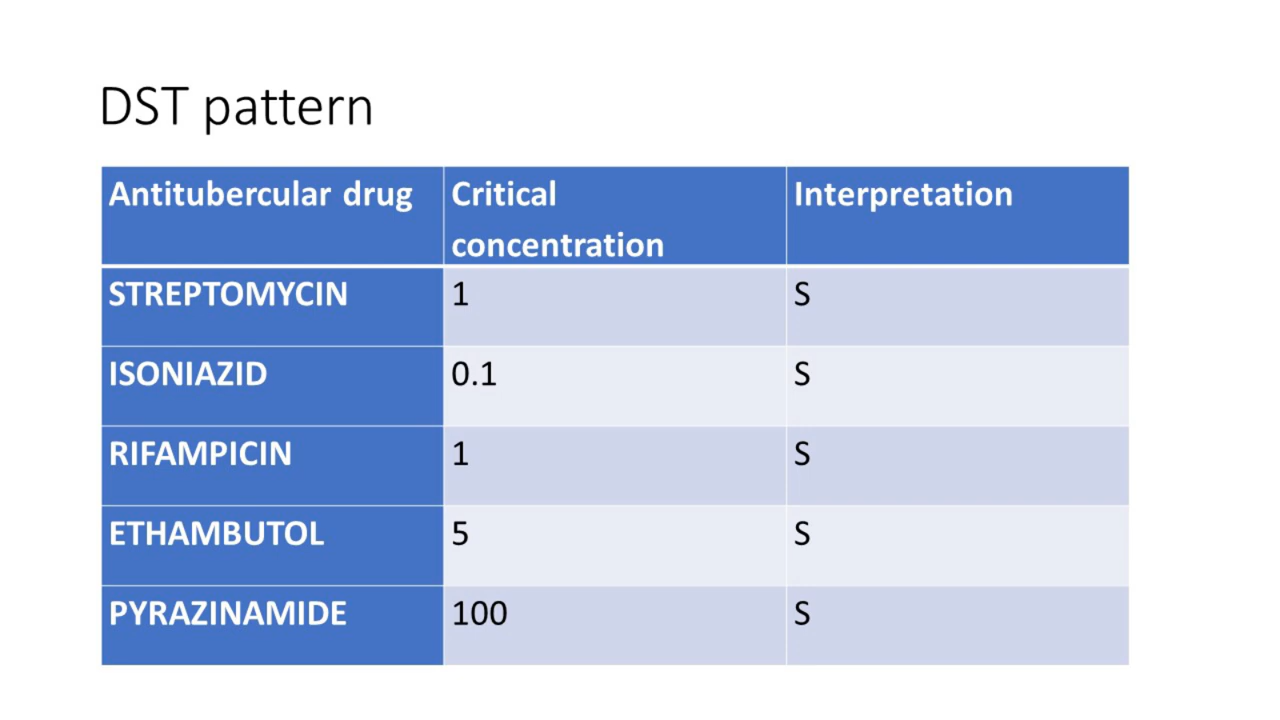 DST pattern
Antitubercular drug
Critical
concentration
Interpretation
STREPTOMYCIN
1
S
ISONIAZID
0.1
S
RIFAMPICIN
1
S
ETHAMBUTOL
5
S
PYRAZINAMIDE
100
S